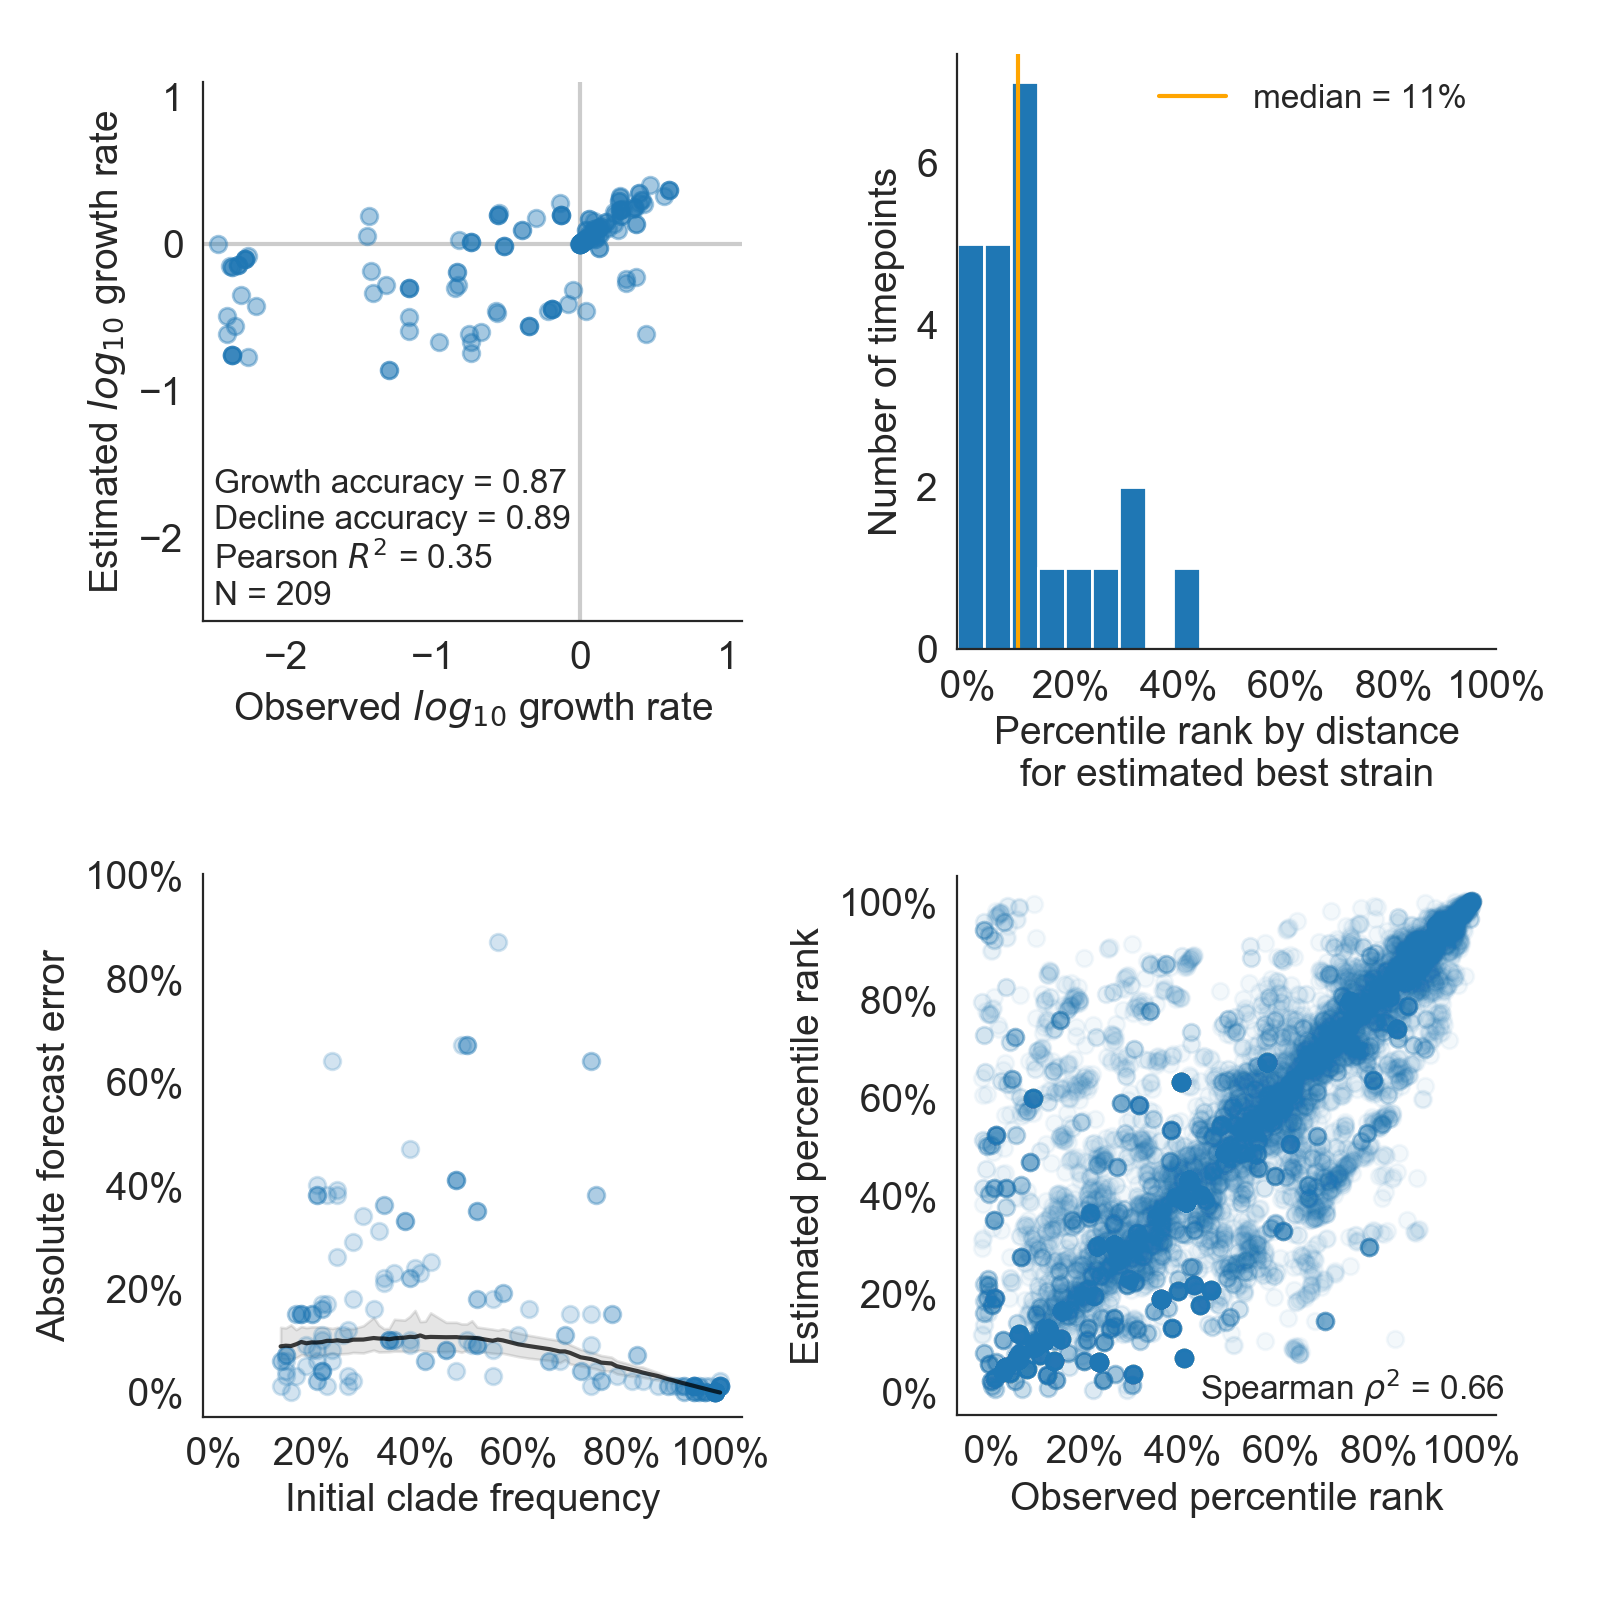 1
0
−1
−2
Estimated log10 growth rate
Growth accuracy = 0.87
Decline accuracy = 0.89
Pearson R² = 0.35
N = 209
−2
−1
0
1
Observed log10 growth rate
median = 11%
6
4
2
0
Number of timepoints
0%
20%
40%
60%
80%
100%
Percentile rank by distance
for estimated best strain
100%
80%
60%
40%
20%
0%
Absolute forecast error
0%
20%
40%
60%
80%
100%
Initial clade frequency
100%
80%
60%
40%
20%
0%
Estimated percentile rank
Spearman ρ² = 0.66
0%
20%
40%
60%
80%
100%
Observed percentile rank